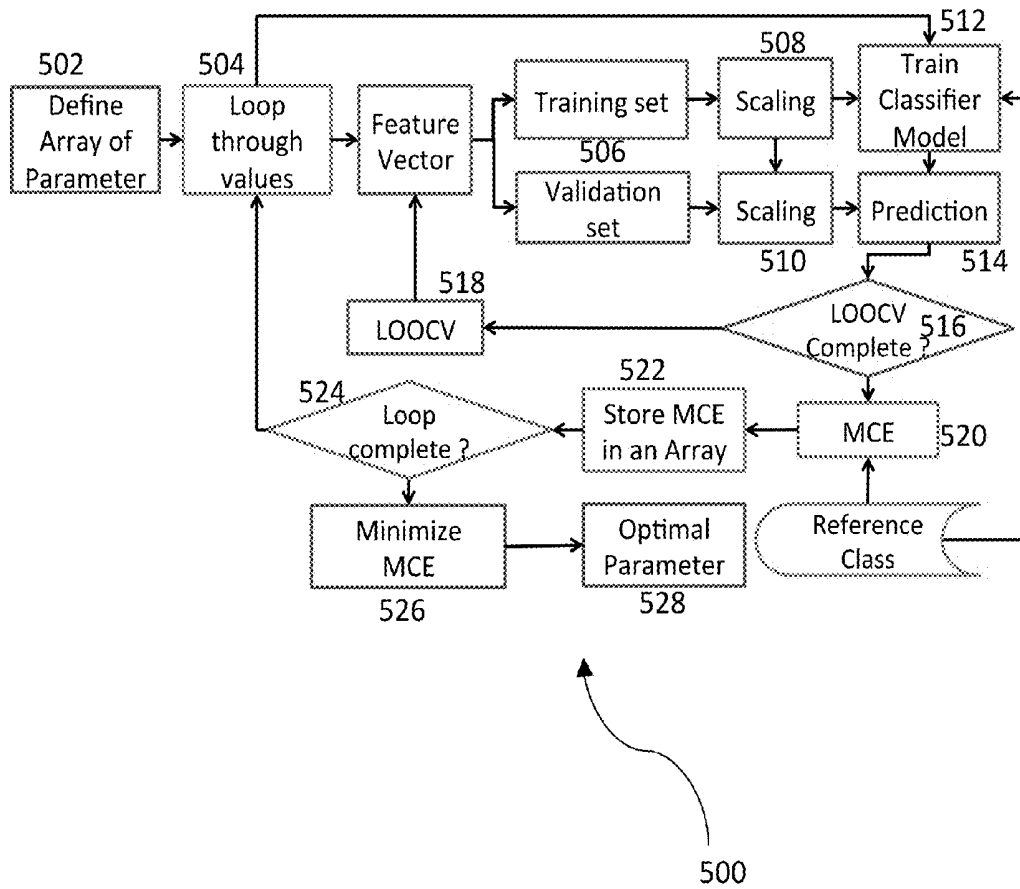 502
Define
Array of
Parameter
504
Loop
through
values
Feature
Vector
Training set
506
Validation
set
508
Scaling
Scaling
510
512
Train
Classifier
Model
Prediction
514
LOOCV
Complete ?
516
518
LOOCV
MCE
520
522
Store MCE
in an Array
524
Loop
complete ?
Minimize
MCE
526
Optimal
Parameter
528
Reference
Class
500